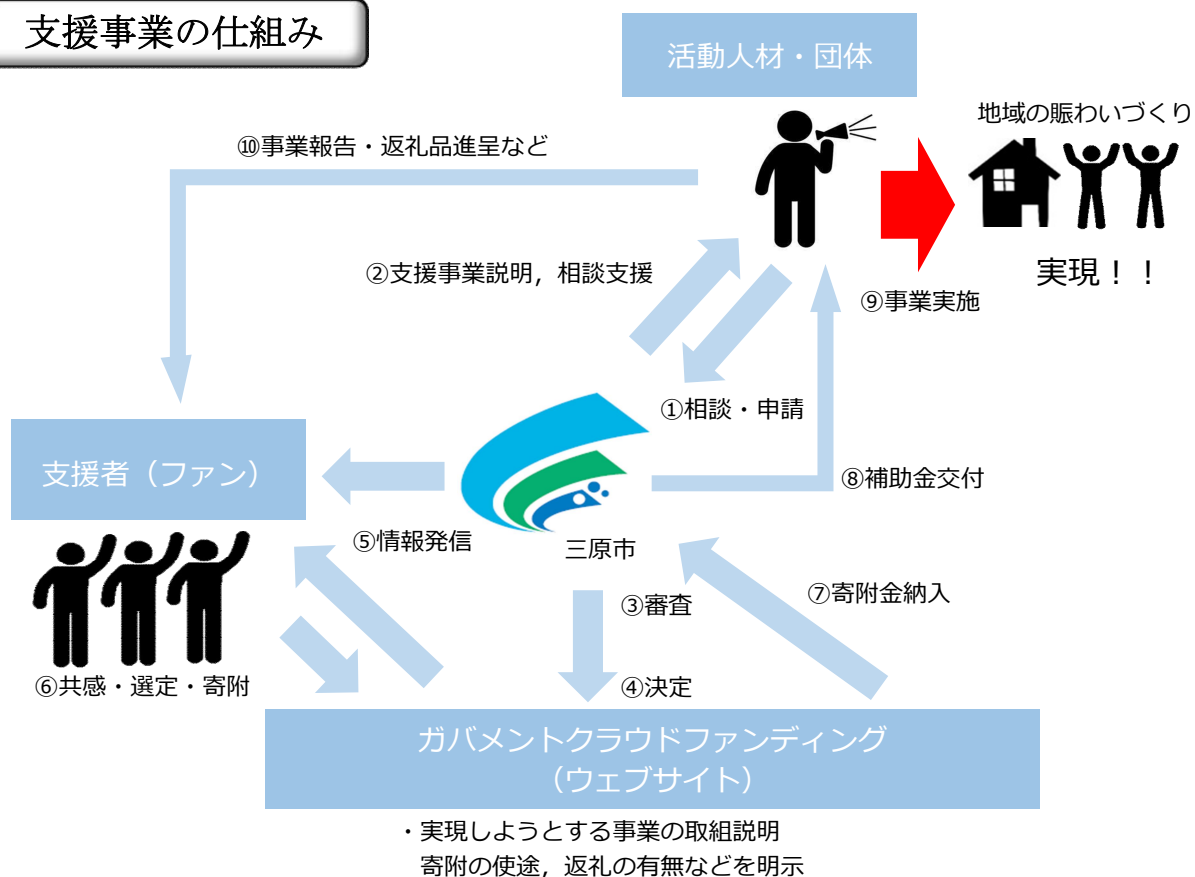 支援事業の仕組み
活動人材・団体
地域の賑わいづくり
⑩事業報告・返礼品進呈など
②支援事業説明，相談支援
実現！！
⑨事業実施
①相談・申請
支援者（ファン）
⑧補助金交付
⑤情報発信
三原市
⑦寄附金納入
③審査
⑥共感・選定・寄附
④決定
ガバメントクラウドファンディング
（ウェブサイト）
・実現しようとする事業の取組説明
寄附の使途，返礼の有無などを明示